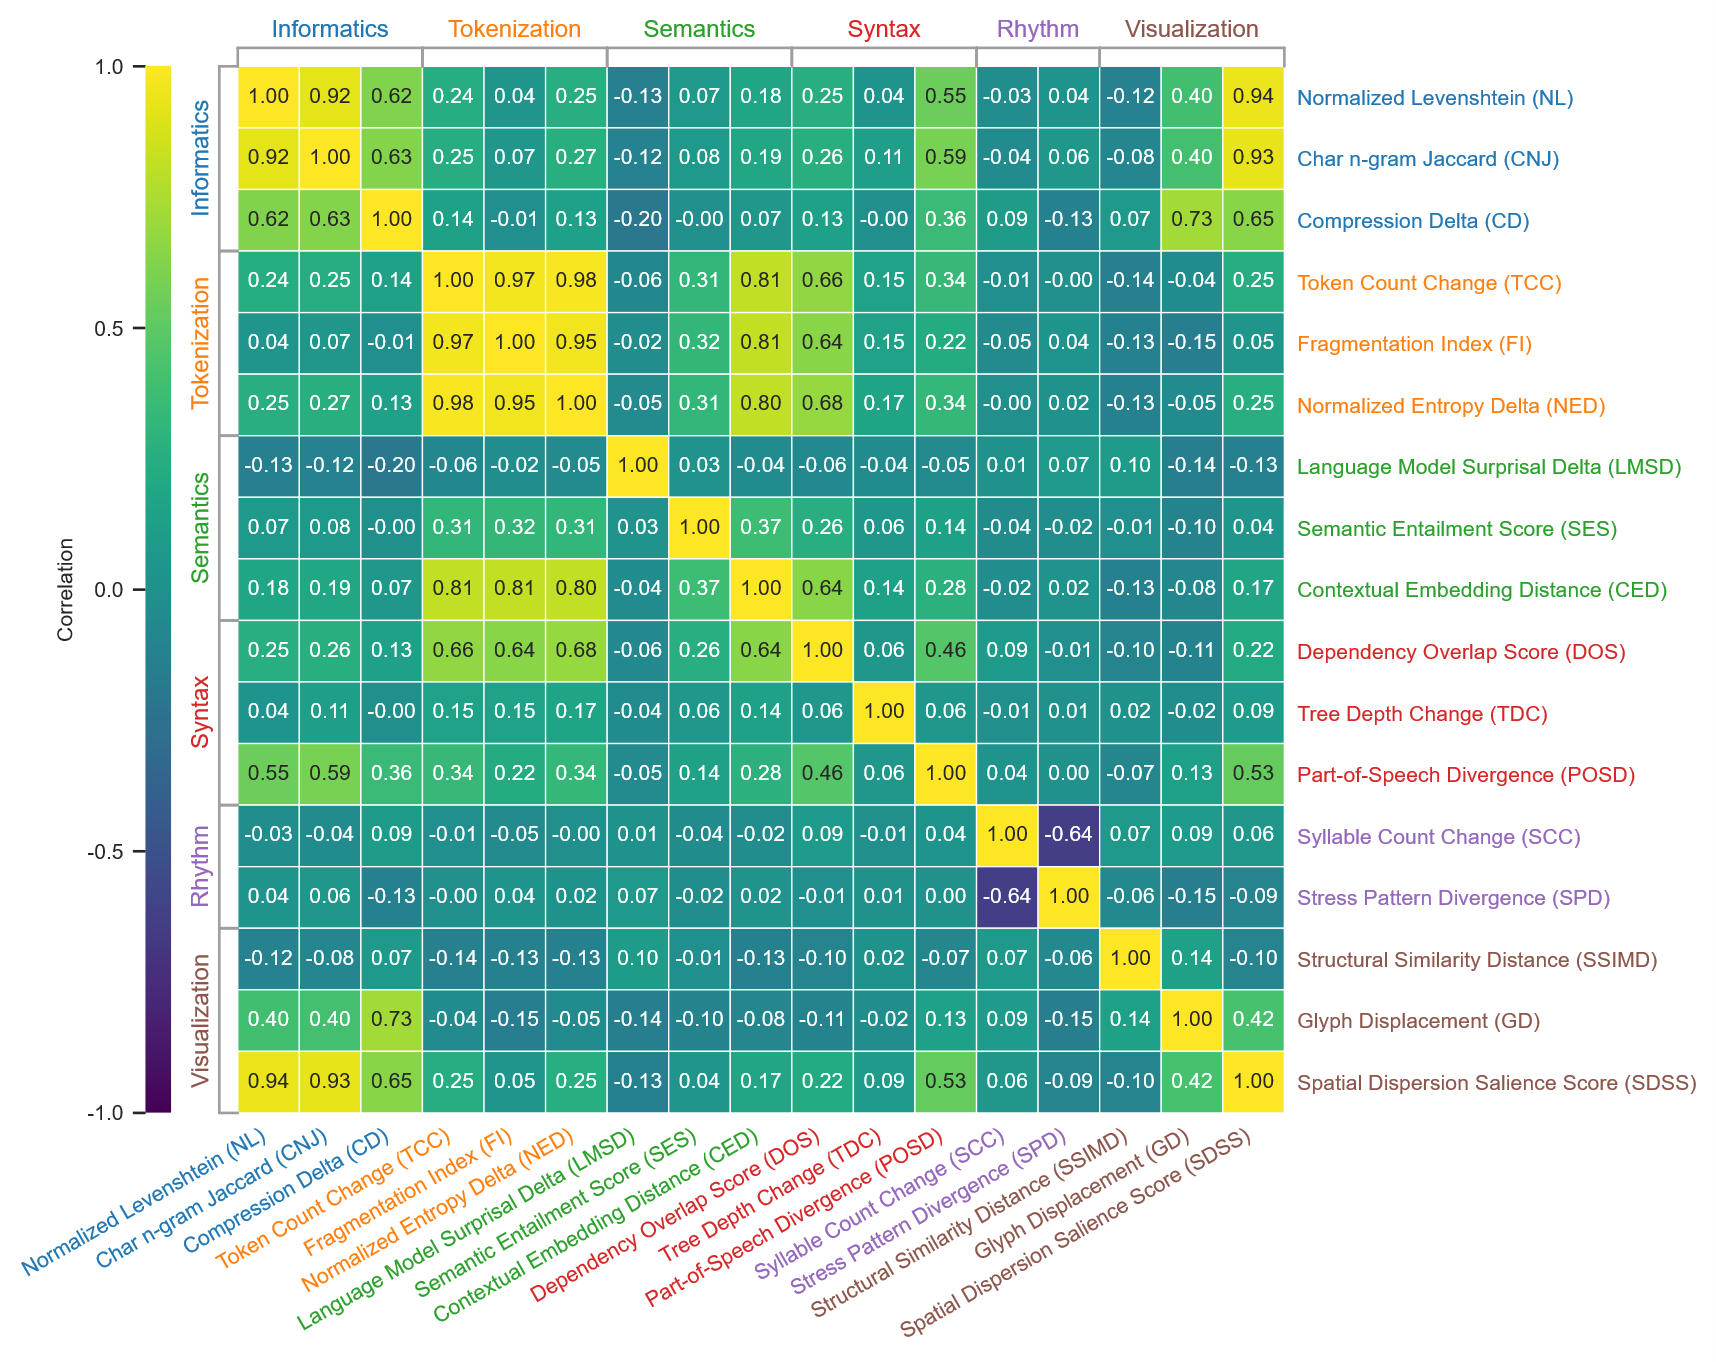 Informatics Tokenization Semantics Syntax Rhythm Visualization
1.0
0.5
0.0
-0.5
-1.0
Correlation
Informatics
Tokenization
Semantics
Syntax
Rhythm
Visualization
1.00 0.92 0.62 0.24 0.04 0.25 -0.13 0.07 0.18 0.25 0.04 0.55 -0.03 0.04 -0.12 0.40 0.94 Normalized Levenshtein (NL)
0.92 1.00 0.63 0.25 0.07 0.27 -0.12 0.08 0.19 0.26 0.11 0.59 -0.04 0.06 -0.08 0.40 0.93 Char n-gram Jaccard (CNJ)
0.62 0.63 1.00 0.14 -0.01 0.13 -0.20 -0.00 0.07 0.13 -0.00 0.36 0.09 -0.13 0.07 0.73 0.65 Compression Delta (CD)
0.24 0.25 0.14 1.00 0.97 0.98 -0.06 0.31 0.81 0.66 0.15 0.34 -0.01 -0.00 -0.14 -0.04 0.25 Token Count Change (TCC)
0.04 0.07 -0.01 0.97 1.00 0.95 -0.02 0.32 0.81 0.64 0.15 0.22 -0.05 0.04 -0.13 -0.15 0.05 Fragmentation Index (FI)
0.25 0.27 0.13 0.98 0.95 1.00 -0.05 0.31 0.80 0.68 0.17 0.34 -0.00 0.02 -0.13 -0.05 0.25 Normalized Entropy Delta (NED)
-0.13 -0.12 -0.20 -0.06 -0.02 -0.05 1.00 0.03 -0.04 -0.06 -0.04 -0.05 0.01 0.07 0.10 -0.14 -0.13 Language Model Surprisal Delta (LMSD)
0.07 0.08 -0.00 0.31 0.32 0.31 0.03 1.00 0.37 0.26 0.06 0.14 -0.04 -0.02 -0.01 -0.10 0.04 Semantic Entailment Score (SES)
0.18 0.19 0.07 0.81 0.81 0.80 -0.04 0.37 1.00 0.64 0.14 0.28 -0.02 0.02 -0.13 -0.08 0.17 Contextual Embedding Distance (CED)
0.25 0.26 0.13 0.66 0.64 0.68 -0.06 0.26 0.64 1.00 0.06 0.46 0.09 -0.01 -0.10 -0.11 0.22 Dependency Overlap Score (DOS)
0.04 0.11 -0.00 0.15 0.15 0.17 -0.04 0.06 0.14 0.06 1.00 0.06 -0.01 0.01 0.02 -0.02 0.09 Tree Depth Change (TDC)
0.55 0.59 0.36 0.34 0.22 0.34 -0.05 0.14 0.28 0.46 0.06 1.00 0.04 0.00 -0.07 0.13 0.53 Part-of-Speech Divergence (POSD)
-0.03 -0.04 0.09 -0.01 -0.05 -0.00 0.01 -0.04 -0.02 0.09 -0.01 0.04 1.00 -0.64 0.07 0.09 0.06 Syllable Count Change (SCC)
0.04 0.06 -0.13 -0.00 0.04 0.02 0.07 -0.02 0.02 -0.01 0.01 0.00 -0.64 1.00 -0.06 -0.15 -0.09 Stress Pattern Divergence (SPD)
-0.12 -0.08 0.07 -0.14 -0.13 -0.13 0.10 -0.01 -0.13 -0.10 0.02 -0.07 0.07 -0.06 1.00 0.14 -0.10 Structural Similarity Distance (SSIMD)
0.40 0.40 0.73 -0.04 -0.15 -0.05 -0.14 -0.10 -0.08 -0.11 -0.02 0.13 0.09 -0.15 0.14 1.00 0.42 Glyph Displacement (GD)
0.94 0.93 0.65 0.25 0.05 0.25 -0.13 0.04 0.17 0.22 0.09 0.53 0.06 -0.09 -0.10 0.42 1.00 Spatial Dispersion Salience Score (SDSS)
Normalized Levenshtein (NL)
Char n-gram Jaccard (CNJ)
Compression Delta (CD)
Token Count Change (TCC)
Fragmentation Index (FI)
Normalized Entropy Delta (NED)
Language Model Surprisal Delta (LMSD)
Semantic Entailment Score (SES)
Contextual Embedding Distance (CED)
Dependency Overlap Score (DOS)
Tree Depth Change (TDC)
Part-of-Speech Divergence (POSD)
Syllable Count Change (SCC)
Stress Pattern Divergence (SPD)
Structural Similarity Distance (SSIMD)
Glyph Displacement (GD)
Spatial Dispersion Salience Score (SDSS)